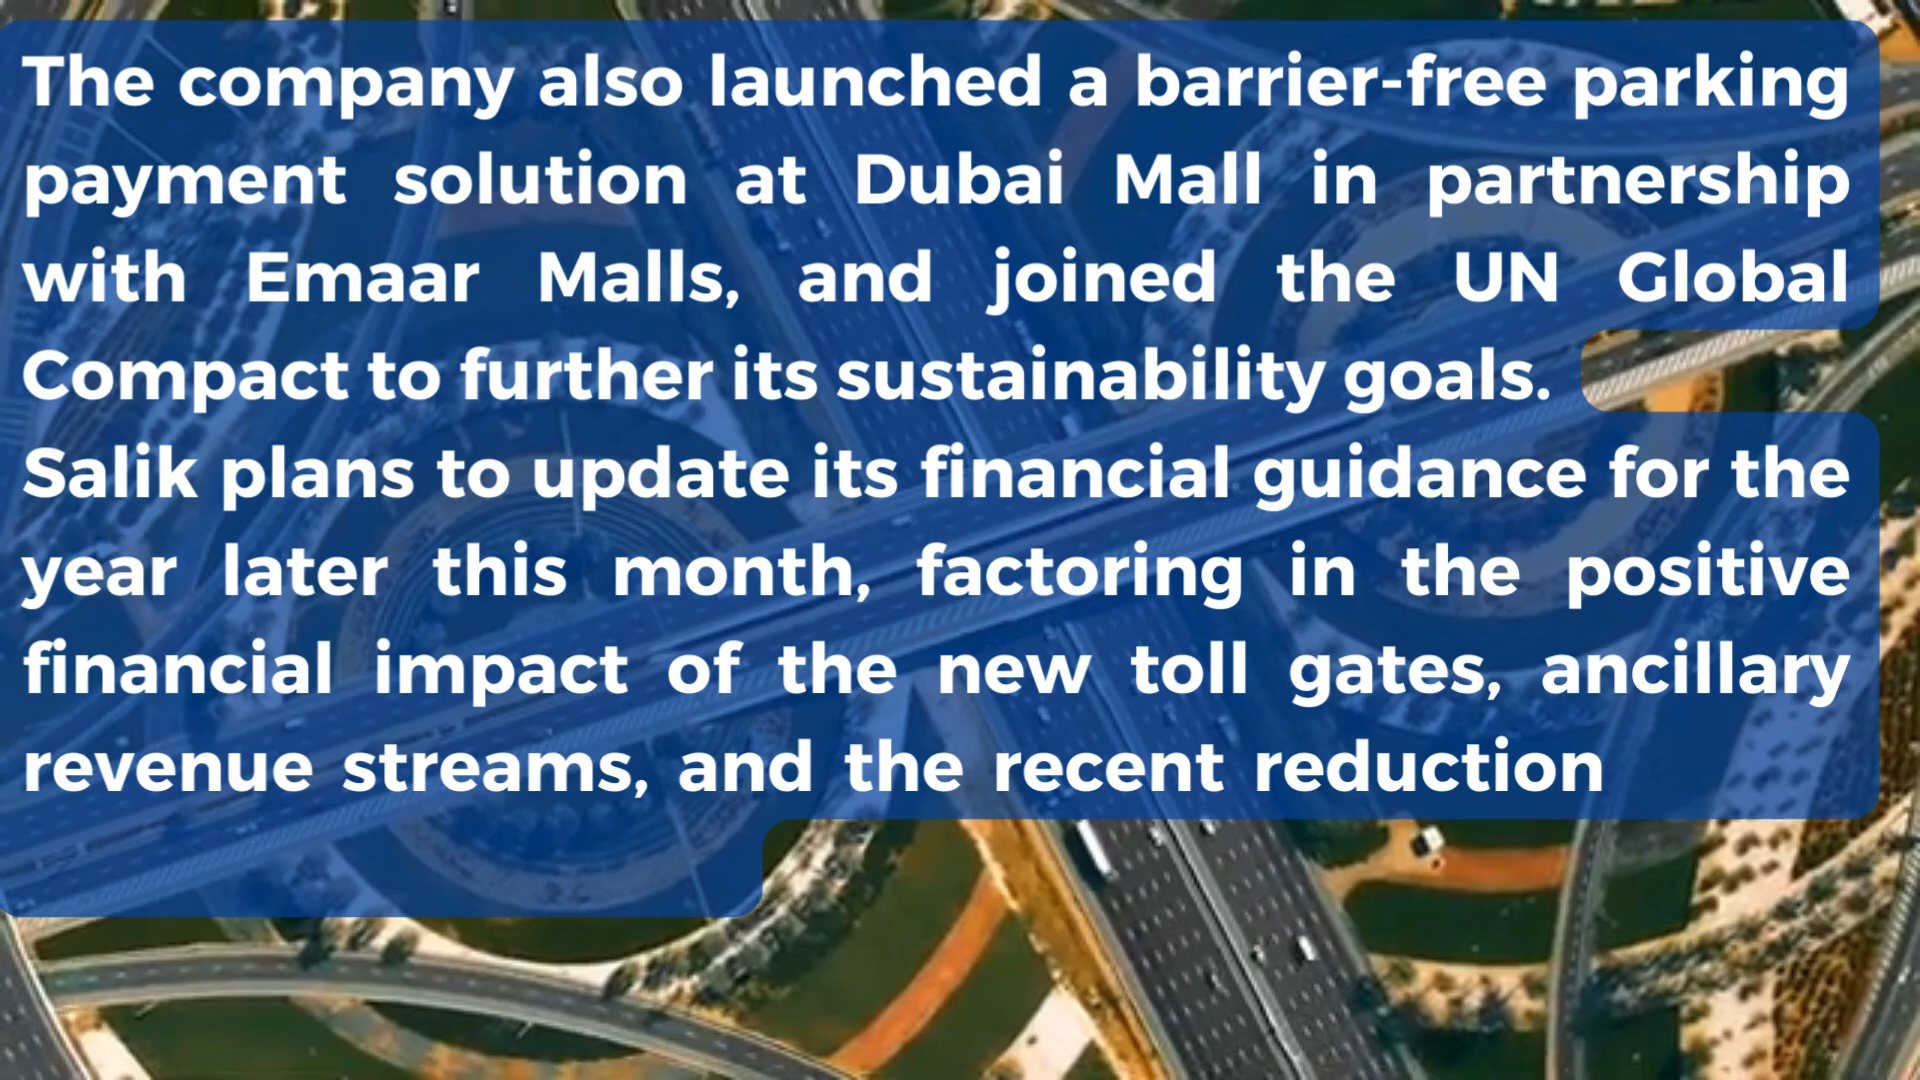 The company also launched a barrier-free parking
payment solution at Dubai Mall in partnership
with Emaar Malls, and joined the UN Global
Compact to further its sustainability goals.
Salik plans to update its financial guidance for the
year later this month, factoring in the positive
financial impact of the new toll gates, ancillary
revenue streams, and the recent reduction